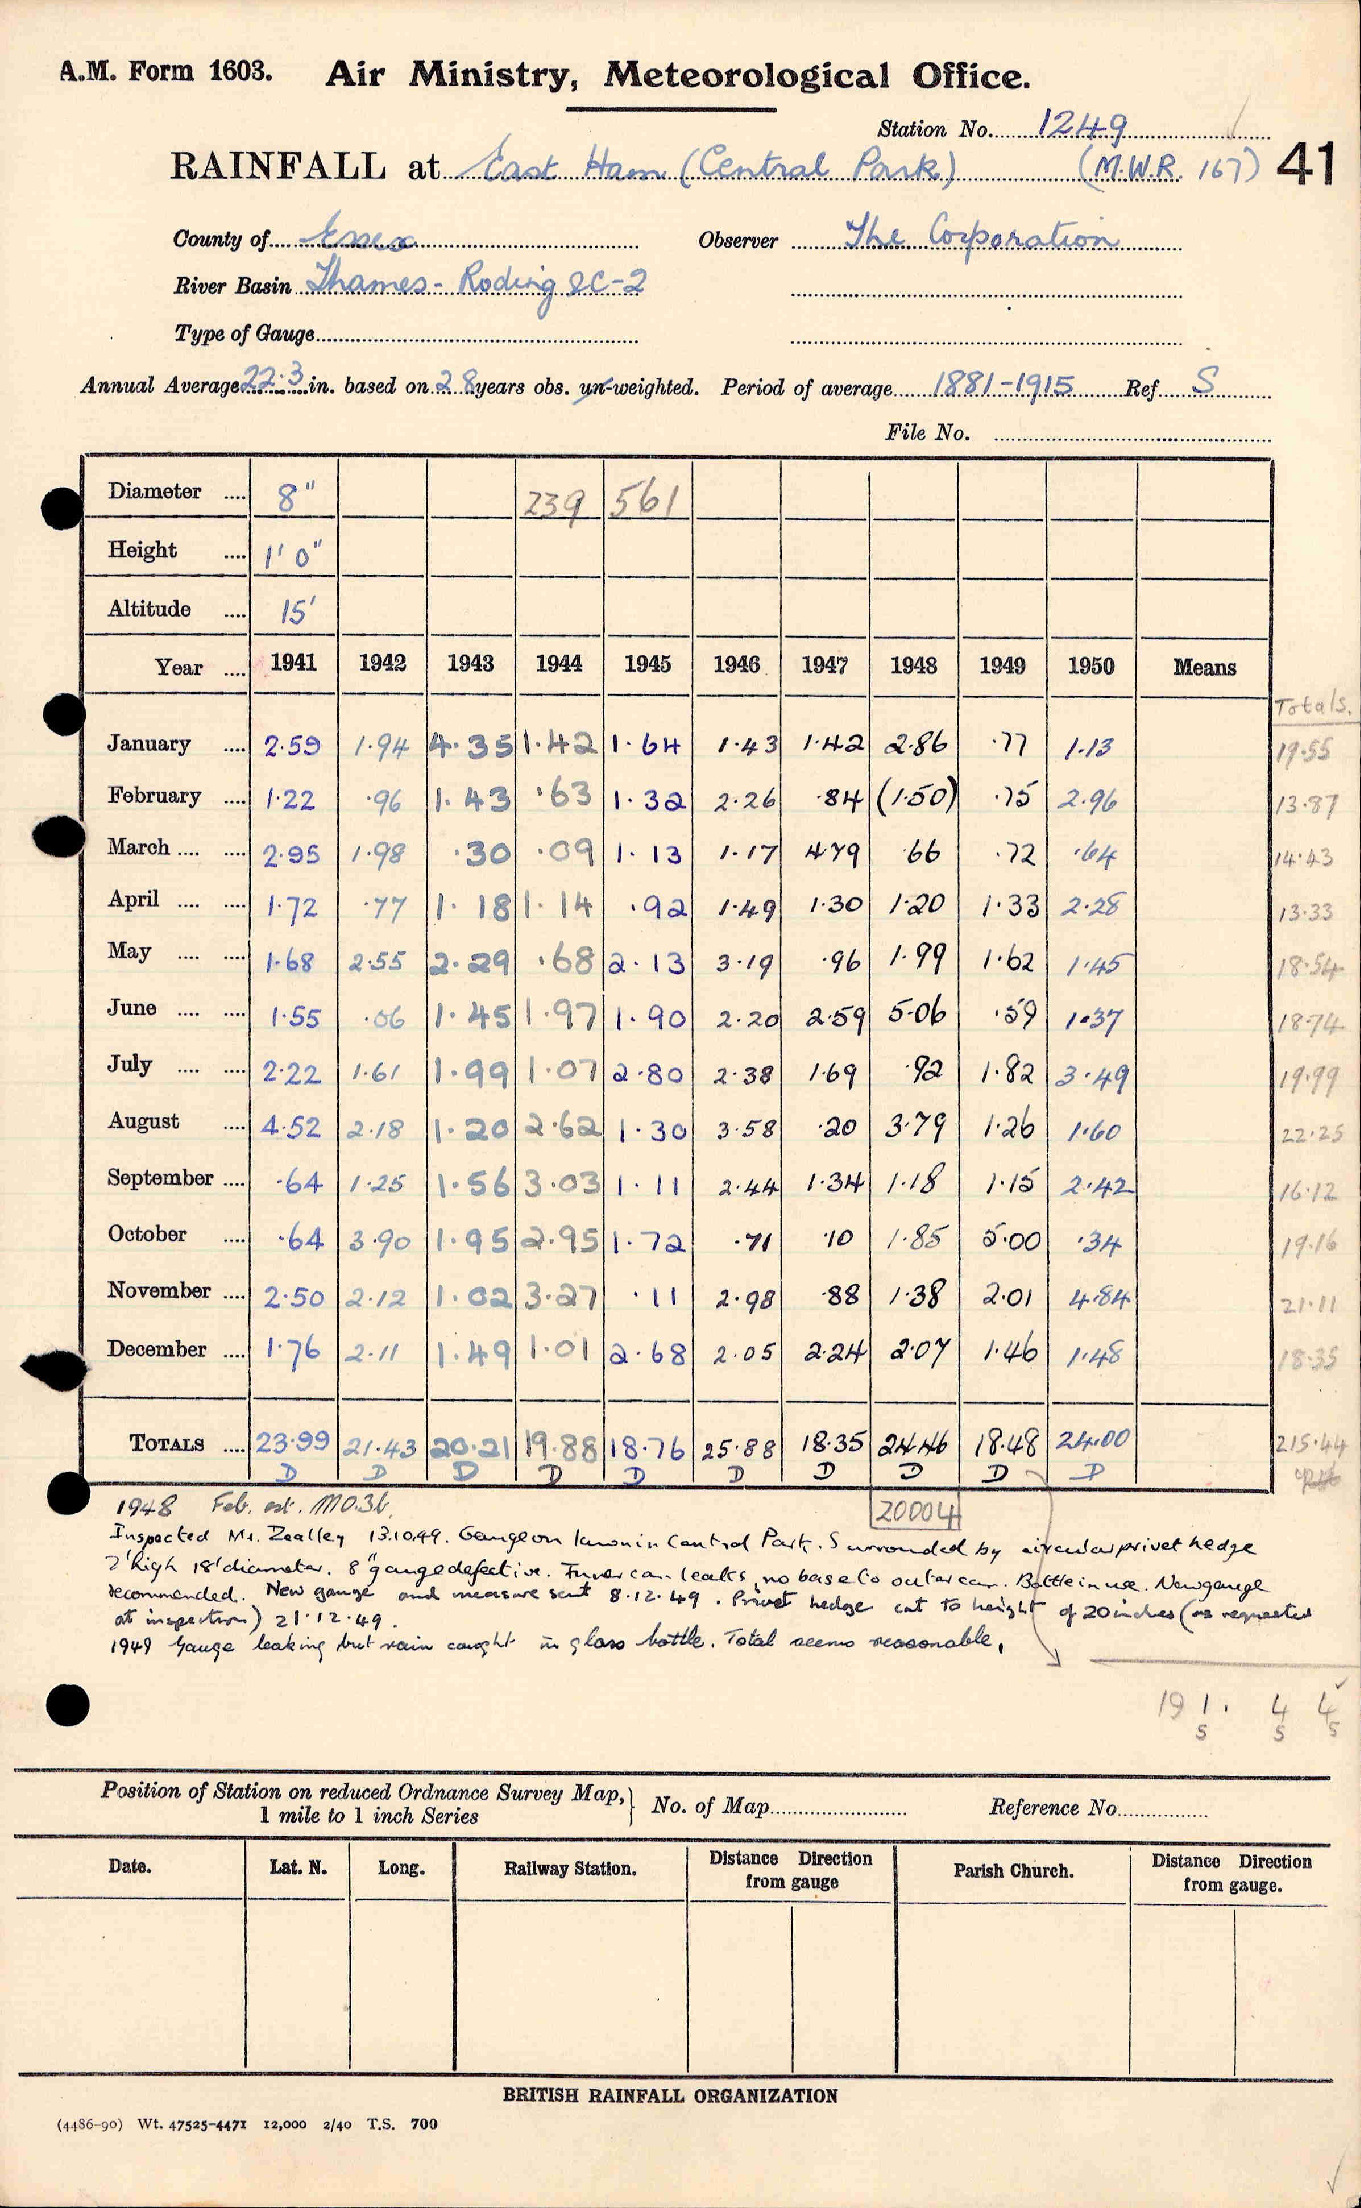 A.M. Form 1603. Air Ministry, Meteorological Office.
Station No. 1249
RAINFALL at East Ham (Central Park) (M.W.R. 167) 41
County of Essex Observer The Corporation
River Basin Thames - Roding 2C-2
Type of Gauge
Annual Average 22.3 in. based on 28 years obs. un-weighted. Period of average 1881-1915 Ref S
File No.
Diameter .... 8" 239 561
Height .... 1' 0"
Altitude .... 15'
Year .... 1941 1942 1943 1944 1945 1946 1947 1948 1949 1950 Means
Totals.
January .... 2.59 1.94 4.35 1.42 1.64 1.43 1.42 2.86 .77 1.13 19.55
February .... 1.22 .96 1.43 .63 1.32 2.26 .84 (1.50) .75 2.96 13.87
March .... .... 2.95 1.98 .30 .09 1.13 1.17 4.79 .66 .72 .64 14.43
April .... .... 1.72 .77 1.18 1.14 .92 1.49 1.30 1.20 1.33 2.28 13.33
May .... .... 1.68 2.55 2.29 .68 2.13 3.19 .96 1.99 1.62 1.45 18.54
June .... .... 1.55 .06 1.45 1.97 1.90 2.20 2.59 5.06 .59 1.37 18.74
July .... .... 2.22 1.61 1.99 1.07 2.80 2.38 1.69 .92 1.82 3.49 19.99
August .... 4.52 2.18 1.20 2.62 1.30 3.58 .20 3.79 1.26 1.60 22.25
September .... .64 1.25 1.56 3.03 1.11 2.44 1.34 1.18 1.15 2.42 16.12
October .... .64 3.90 1.95 2.95 1.72 .71 .10 1.85 5.00 .34 19.16
November .... 2.50 2.12 1.02 3.27 .11 2.98 .88 1.38 2.01 4.84 21.11
December .... 1.76 2.11 1.49 1.01 2.68 2.05 2.24 2.07 1.46 1.48 18.35
TOTALS .... 23.99 21.43 20.21 19.88 18.76 25.88 18.35 24.46 18.48 24.00 215.44
D D D D D D D D D D
1948 Feb. est. M.O.3b. 20004
Inspected Mr. Zealley 13.10.49. Gauge on lawn in Central Park. Surrounded by circular privet hedge
2' high 18' diameter. 8" gauge defective. Inner can leaks, no base to outer can. Bottle in use. New gauge
recommended. New gauge and measure sent 8.12.49. Privet hedge cut to height of 20 inches (as requested
at inspection) 21.12.49.
1949 Gauge leaking but rain caught in glass bottle. Total seems reasonable.
191.44
5 5 5
Position of Station on reduced Ordnance Survey Map, } No. of Map Reference No.
1 mile to 1 inch Series
Date. Lat. N. Long. Railway Station. Distance Direction from gauge Parish Church. Distance Direction from gauge.
BRITISH RAINFALL ORGANIZATION
(4486-90) Wt. 47525-4471 12,000 2/40 T.S. 700